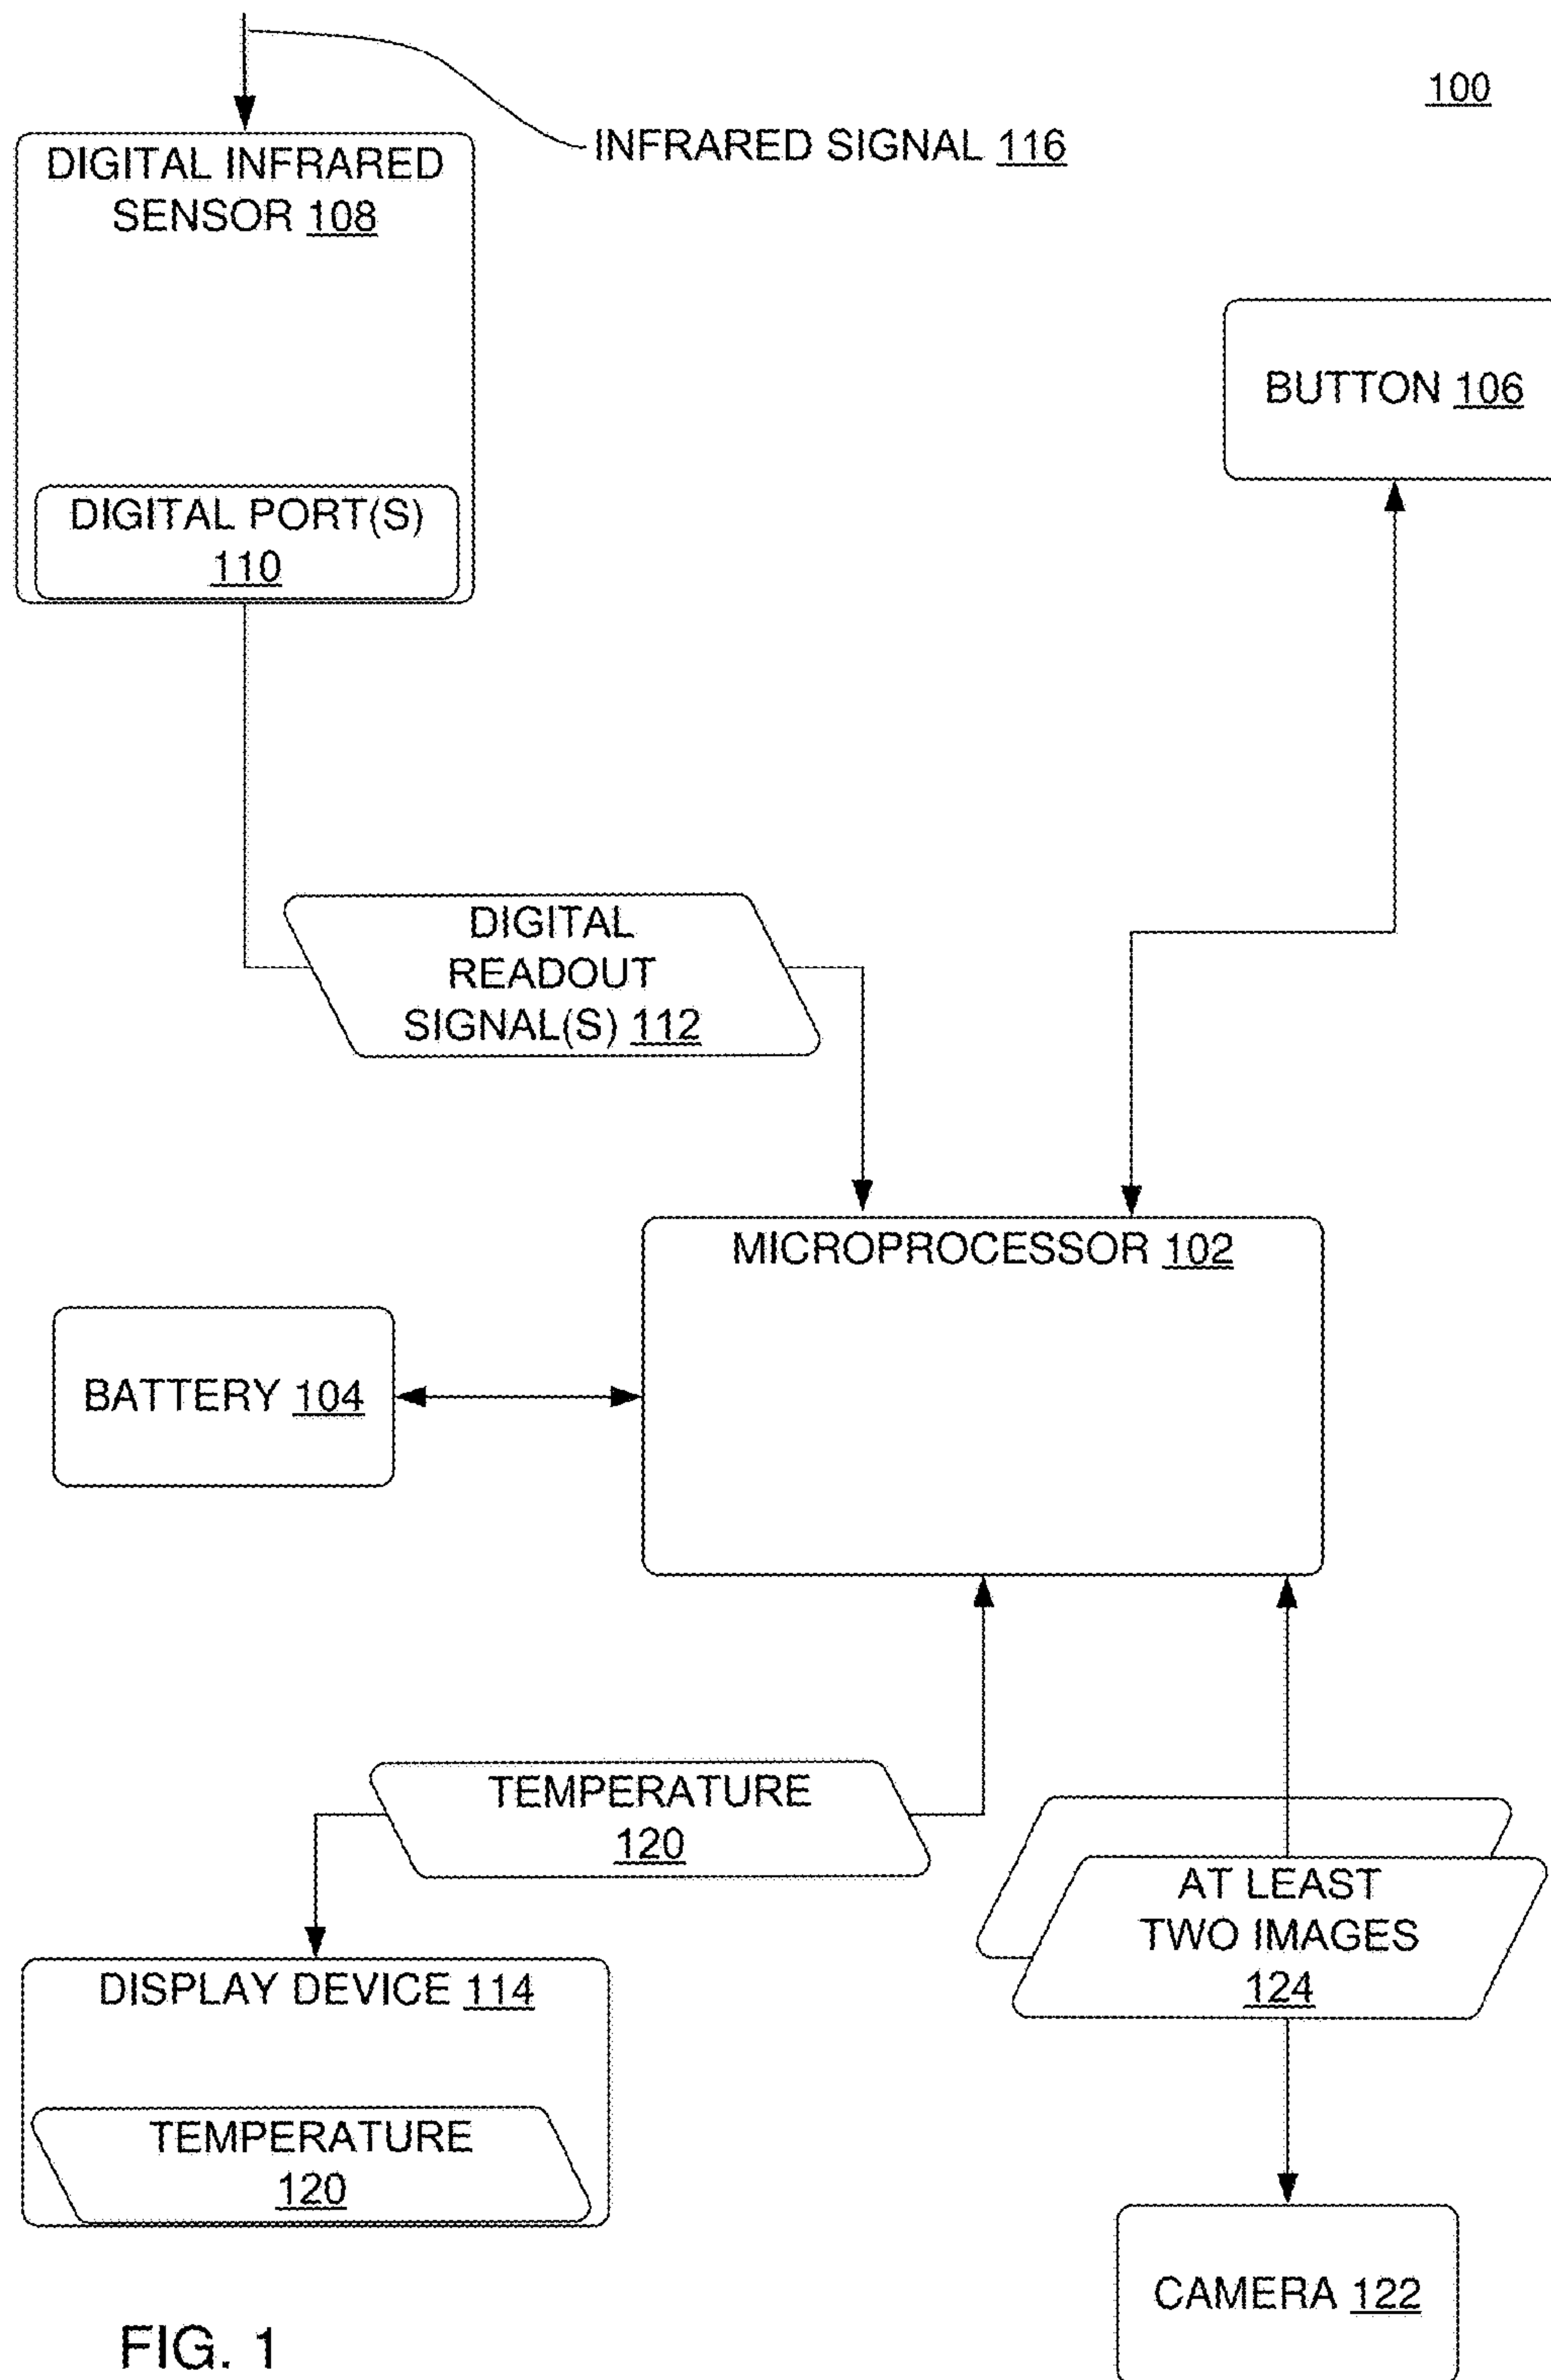 100
INFRARED SIGNAL 116
DIGITAL INFRARED
SENSOR 108
BUTTON 106
DIGITAL PORT(S)
110
DIGITAL
READOUT
SIGNAL(S) 112
MICROPROCESSOR 102
BATTERY 104
TEMPERATURE
120
AT LEAST
TWO IMAGES
124
DISPLAY DEVICE 114
TEMPERATURE
120
CAMERA 122
FIG. 1